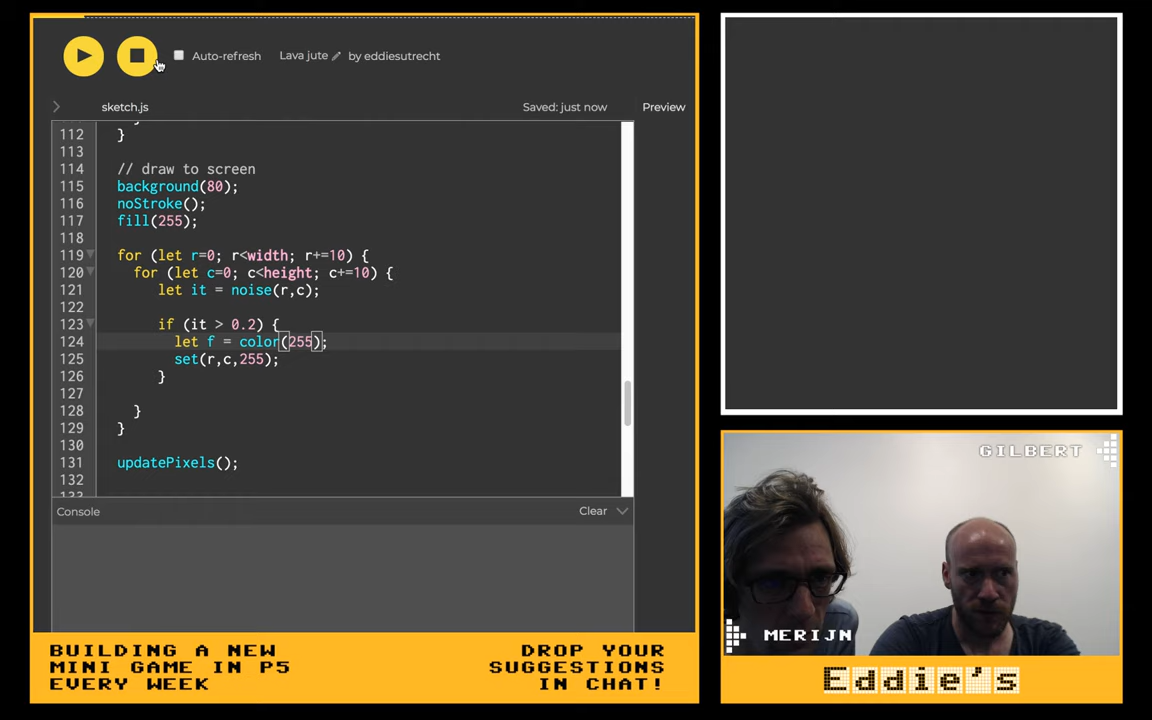 Auto-refresh
Lava jute
by eddiesutrecht
sketch.js
Saved: just now
Preview
112 }
113
114 // draw to screen
115 background(80);
116 noStroke();
117 fill(255);
118
119 for (let r=0; r<width; r+=10) {
120 for (let c=0; c<height; c+=10) {
121 let it = noise(r,c);
122
123 if (it > 0.2) {
124 let f = color(255);
125 set(r,c,255);
126 }
127
128 }
129 }
130
131 updatePixels();
132
Console
Clear
GILBERT
MERIJN
BUILDING A NEW
MINI GAME IN P5
EVERY WEEK
DROP YOUR
SUGGESTIONS
IN CHAT!
Eddie's